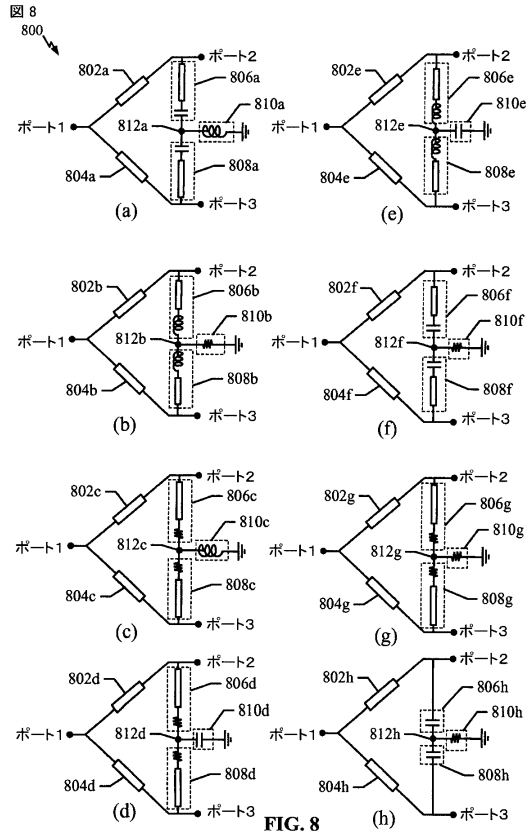 図 8
800
802a
ポート2
806a
810a
ポート1
812a
804a
808a
ポート3
(a)
802e
ポート2
806e
810e
ポート1
812e
804e
808e
ポート3
(e)
802b
ポート2
806b
810b
ポート1
812b
804b
808b
ポート3
(b)
802f
ポート2
806f
810f
ポート1
812f
804f
808f
ポート3
(f)
802c
ポート2
806c
810c
ポート1
812c
804c
808c
ポート3
(c)
802g
ポート2
806g
810g
ポート1
812g
804g
808g
ポート3
(g)
802d
ポート2
806d
810d
ポート1
812d
804d
808d
ポート3
(d)
802h
ポート2
806h
810h
ポート1
812h
804h
808h
ポート3
(h)
FIG. 8